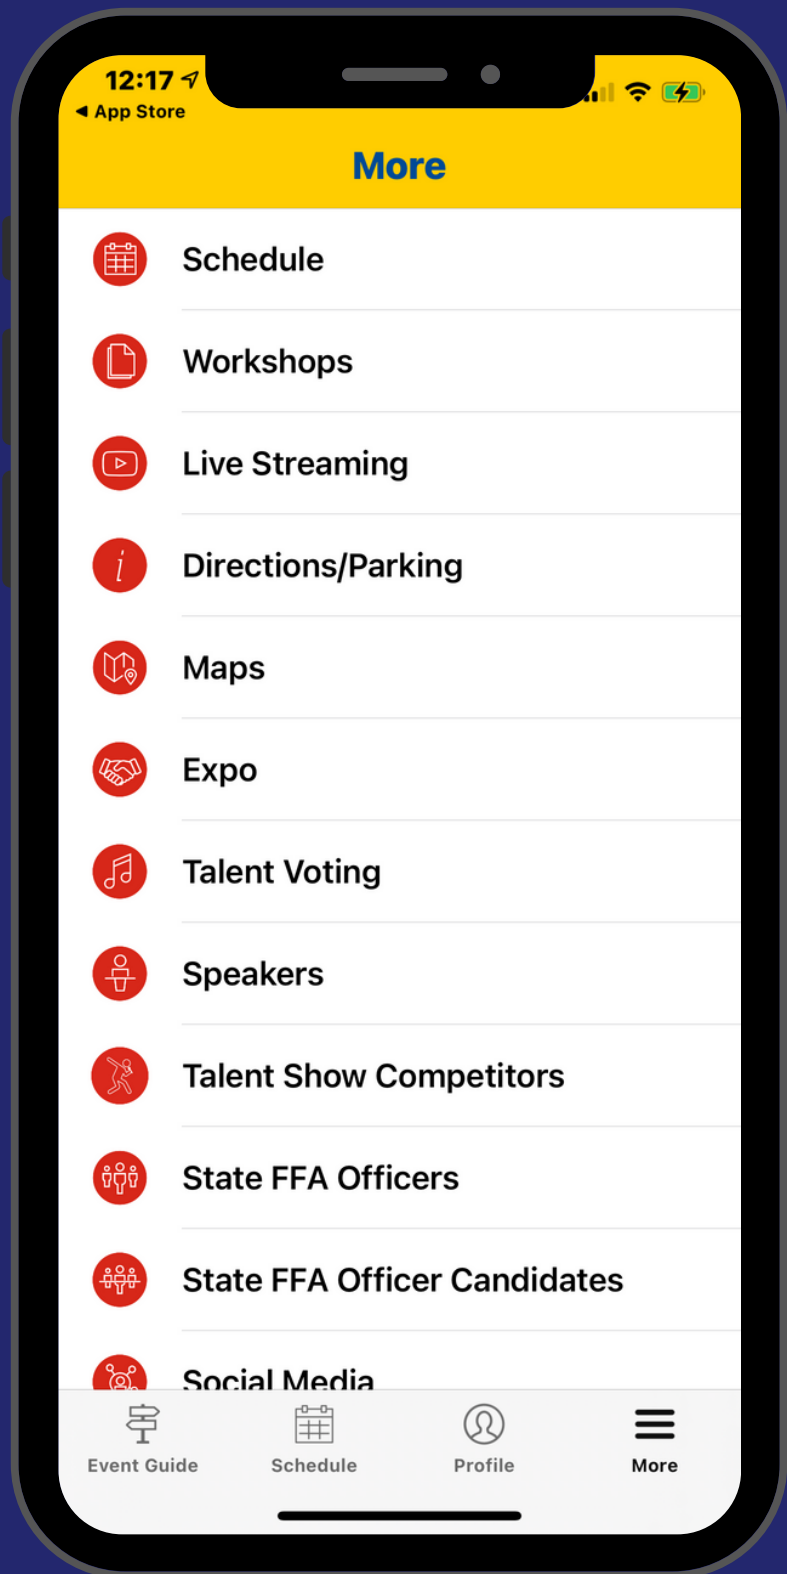 12:17
◀ App Store
More
Schedule
Workshops
Live Streaming
Directions/Parking
Maps
Expo
Talent Voting
Speakers
Talent Show Competitors
State FFA Officers
State FFA Officer Candidates
Social Media
Event Guide
Schedule
Profile
More